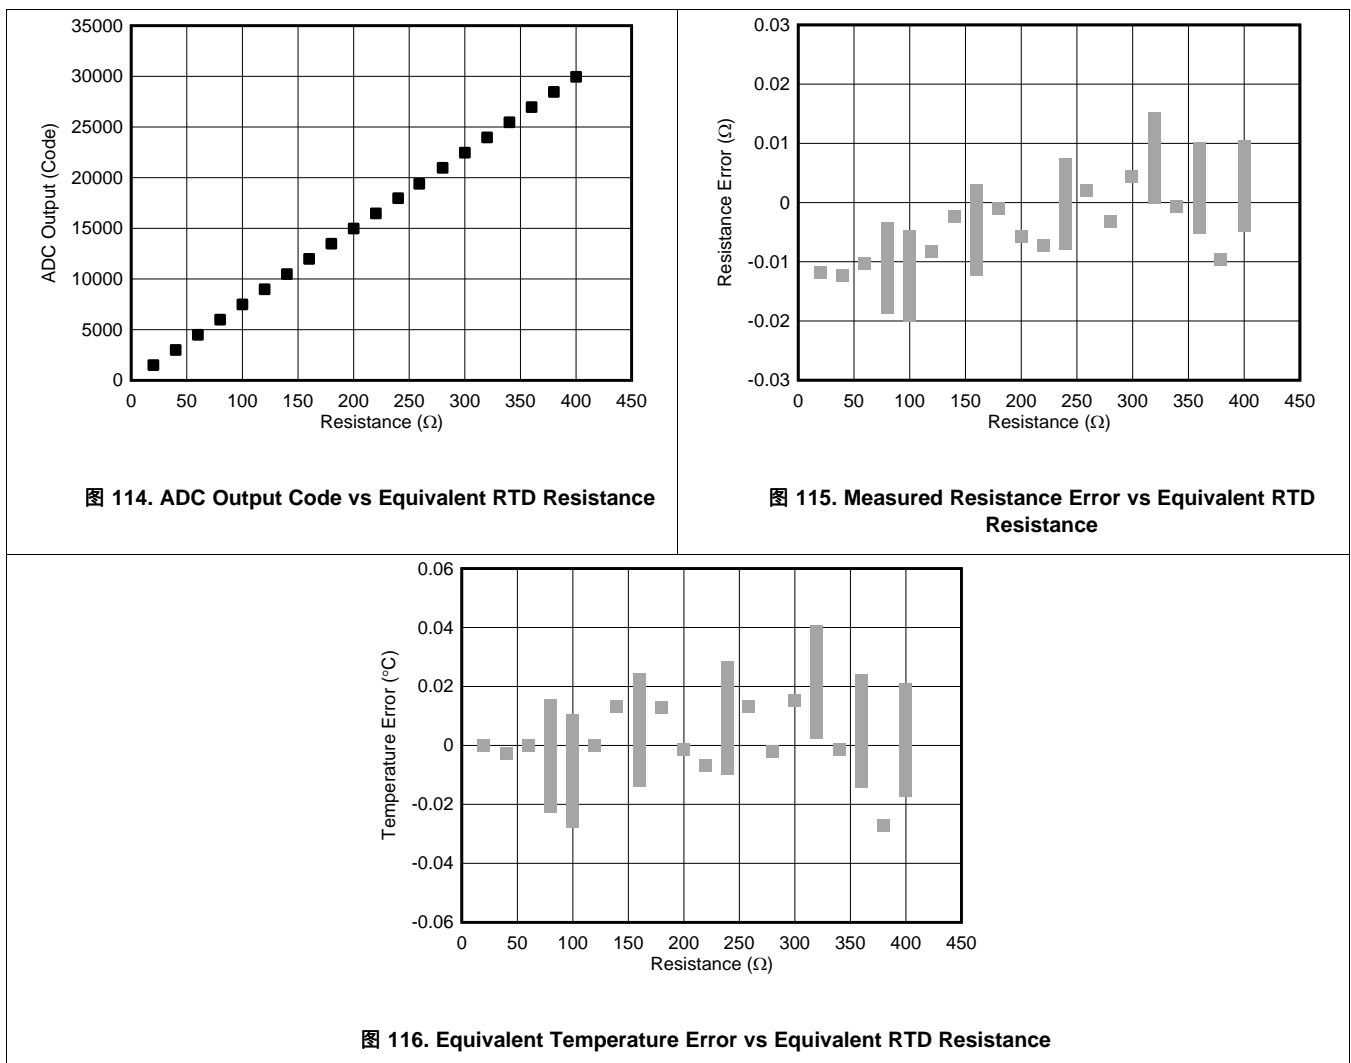 35000
30000
25000
20000
15000
10000
5000
0
ADC Output (Code)
0 50 100 150 200 250 300 350 400 450
Resistance (Ω)
图 114. ADC Output Code vs Equivalent RTD Resistance
0.03
0.02
0.01
0
-0.01
-0.02
-0.03
Resistance Error (Ω)
0 50 100 150 200 250 300 350 400 450
Resistance (Ω)
图 115. Measured Resistance Error vs Equivalent RTD
Resistance
0.06
0.04
0.02
0
-0.02
-0.04
-0.06
Temperature Error (°C)
0 50 100 150 200 250 300 350 400 450
Resistance (Ω)
图 116. Equivalent Temperature Error vs Equivalent RTD Resistance